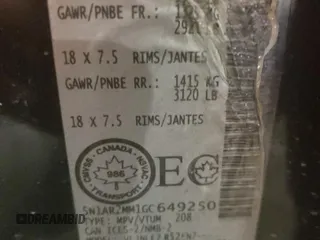 GAWR/PNBE FR.:
18 X 7.5 RIMS/JANTES
GAWR/PNBE RR.: 1415 KG
3120 LB
18 X 7.5 RIMS/JANTES
CANADA
TRANSPORT
EC
5N1AR2MM1GC649250
TYPE: MPV/VTUM 208
CAN ICES-2/NMB-2
DREAMBID